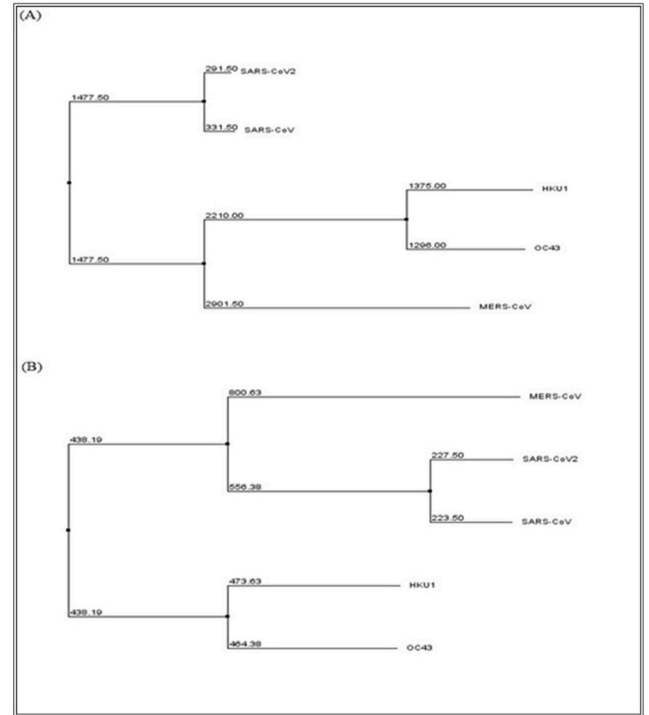 (A)
291.50 SARS-CoV2
1477.50
331.50 SARS-CoV
1375.00 HKU1
2210.00
1296.00 OC43
1477.50
2901.50 MERS-CoV
(B)
800.63 MERS-CoV
438.19
227.50 SARS-CoV2
556.38
223.50 SARS-CoV
473.63 HKU1
438.19
464.38 OC43